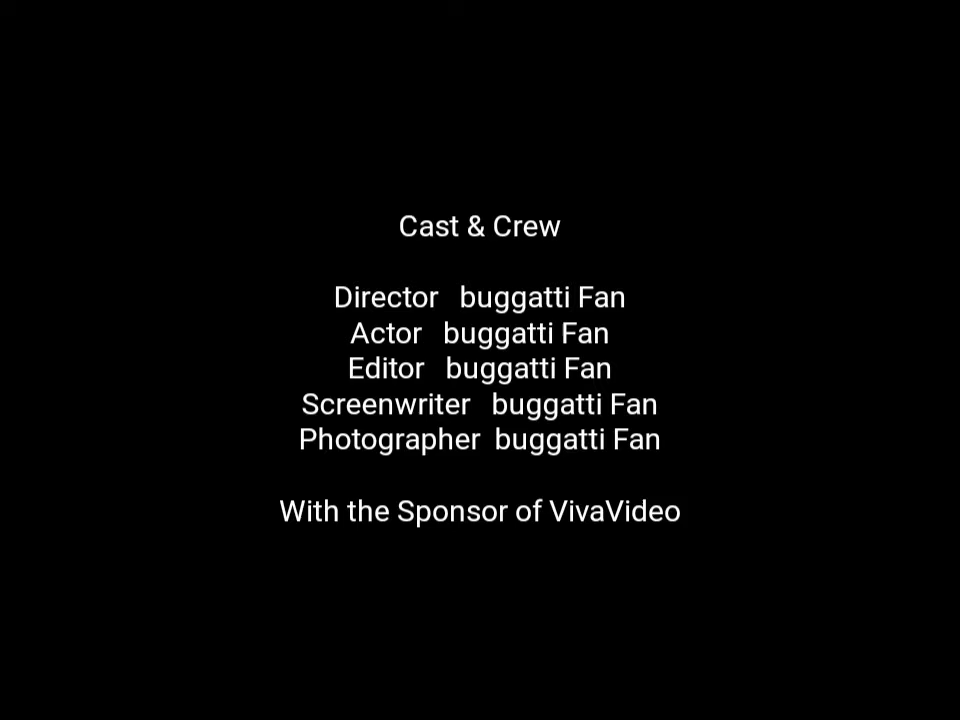 Cast & Crew
Director buggatti Fan
Actor buggatti Fan
Editor buggatti Fan
Screenwriter buggatti Fan
Photographer buggatti Fan
With the Sponsor of VivaVideo